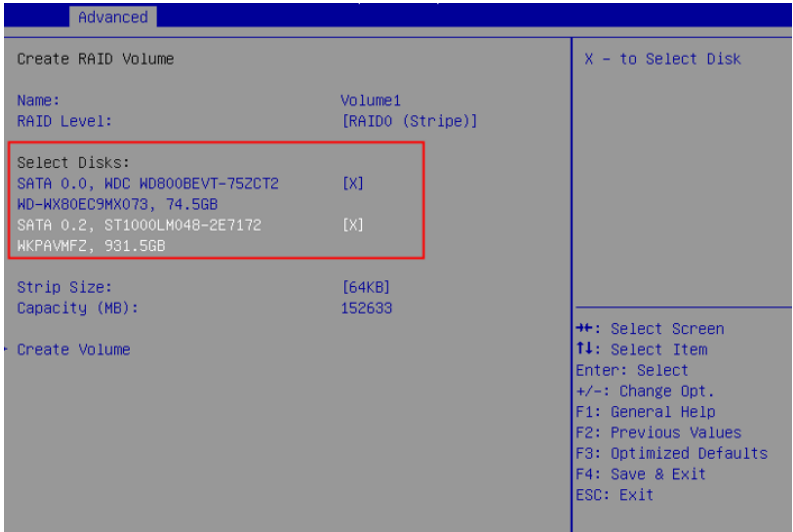 Advanced
Create RAID Volume
Name: Volume1
RAID Level: [RAID0 (Stripe)]
Select Disks:
SATA 0.0, WDC WD800BEVT-75ZCT2 [X]
WD-WX80EC9MX073, 74.5GB
SATA 0.2, ST1000LM048-2E7172 [X]
WKPAVMFZ, 931.5GB
Strip Size: [64KB]
Capacity (MB): 152633
Create Volume
X - to Select Disk
→←: Select Screen
↑↓: Select Item
Enter: Select
+/-: Change Opt.
F1: General Help
F2: Previous Values
F3: Optimized Defaults
F4: Save & Exit
ESC: Exit